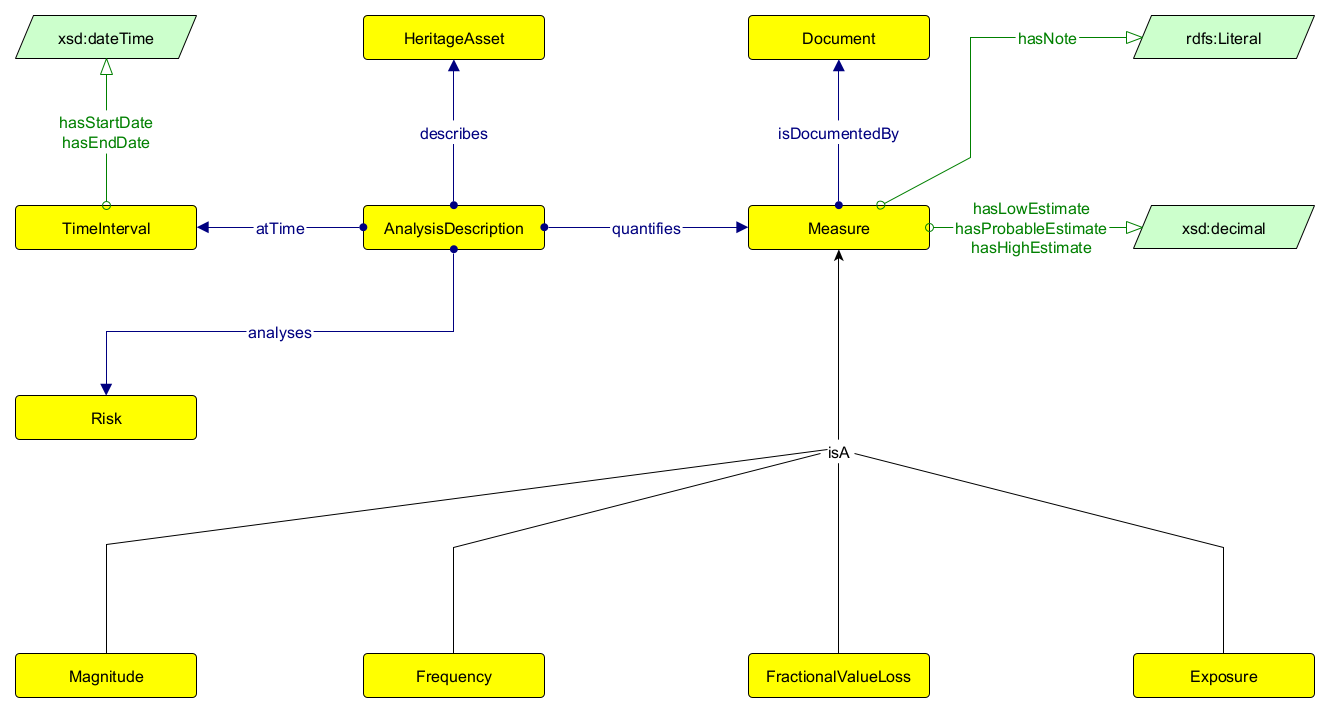 xsd:dateTime
HeritageAsset
Document
hasNote
rdfs:Literal
hasStartDate
hasEndDate
describes
isDocumentedBy
TimeInterval
atTime
AnalysisDescription
quantifies
Measure
hasLowEstimate
hasProbableEstimate
hasHighEstimate
xsd:decimal
analyses
Risk
isA
Magnitude
Frequency
FractionalValueLoss
Exposure